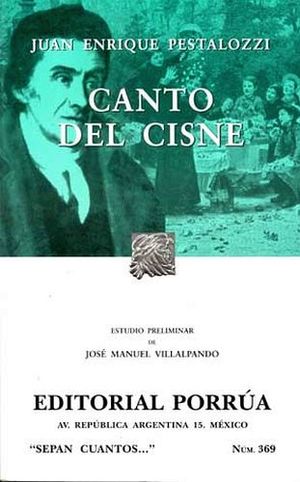 JUAN ENRIQUE PESTALOZZI
CANTO
DEL CISNE
ESTUDIO PRELIMINAR
DE
JOSÉ MANUEL VILLALPANDO
EDITORIAL PORRÚA
AV. REPÚBLICA ARGENTINA 15. MÉXICO
"SEPAN CUANTOS..." NÚM. 369